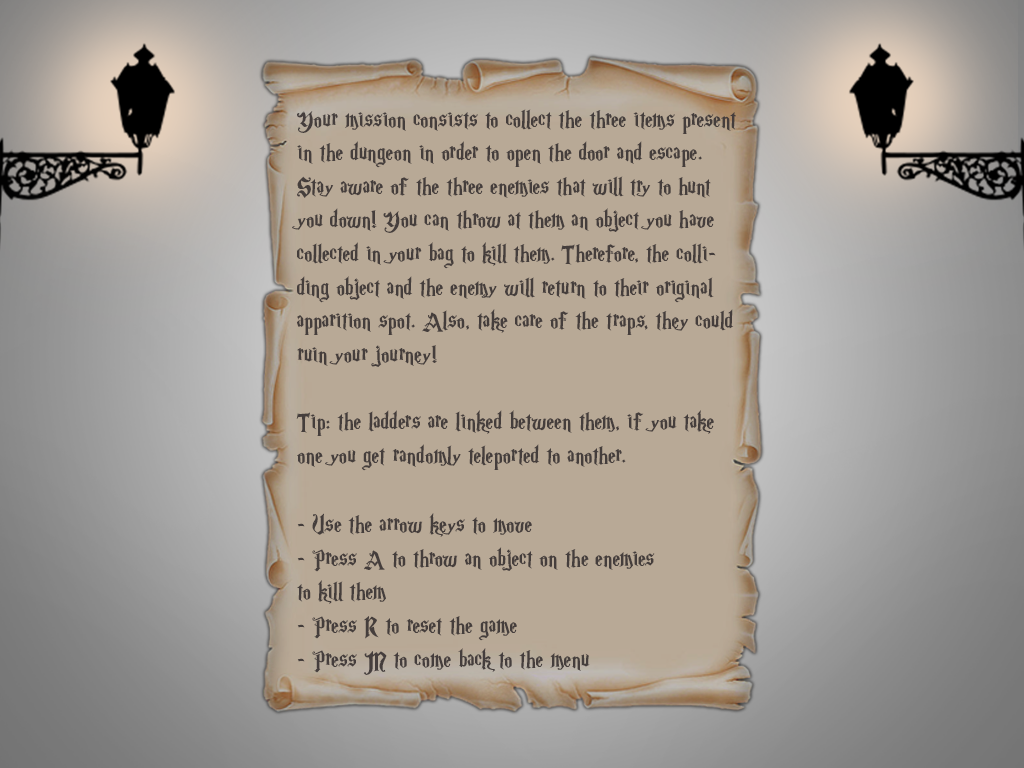 Your mission consists to collect the three items present
in the dungeon in order to open the door and escape.
Stay aware of the three enemies that will try to hunt
you down! You can throw at them an object you have
collected in your bag to kill them. Therefore, the colli-
ding object and the enemy will return to their original
apparition spot. Also, take care of the traps, they could
ruin your journey!

Tip: the ladders are linked between them, if you take
one you get randomly teleported to another.

- Use the arrow keys to move
- Press A to throw an object on the enemies
to kill them
- Press R to reset the game
- Press M to come back to the menu